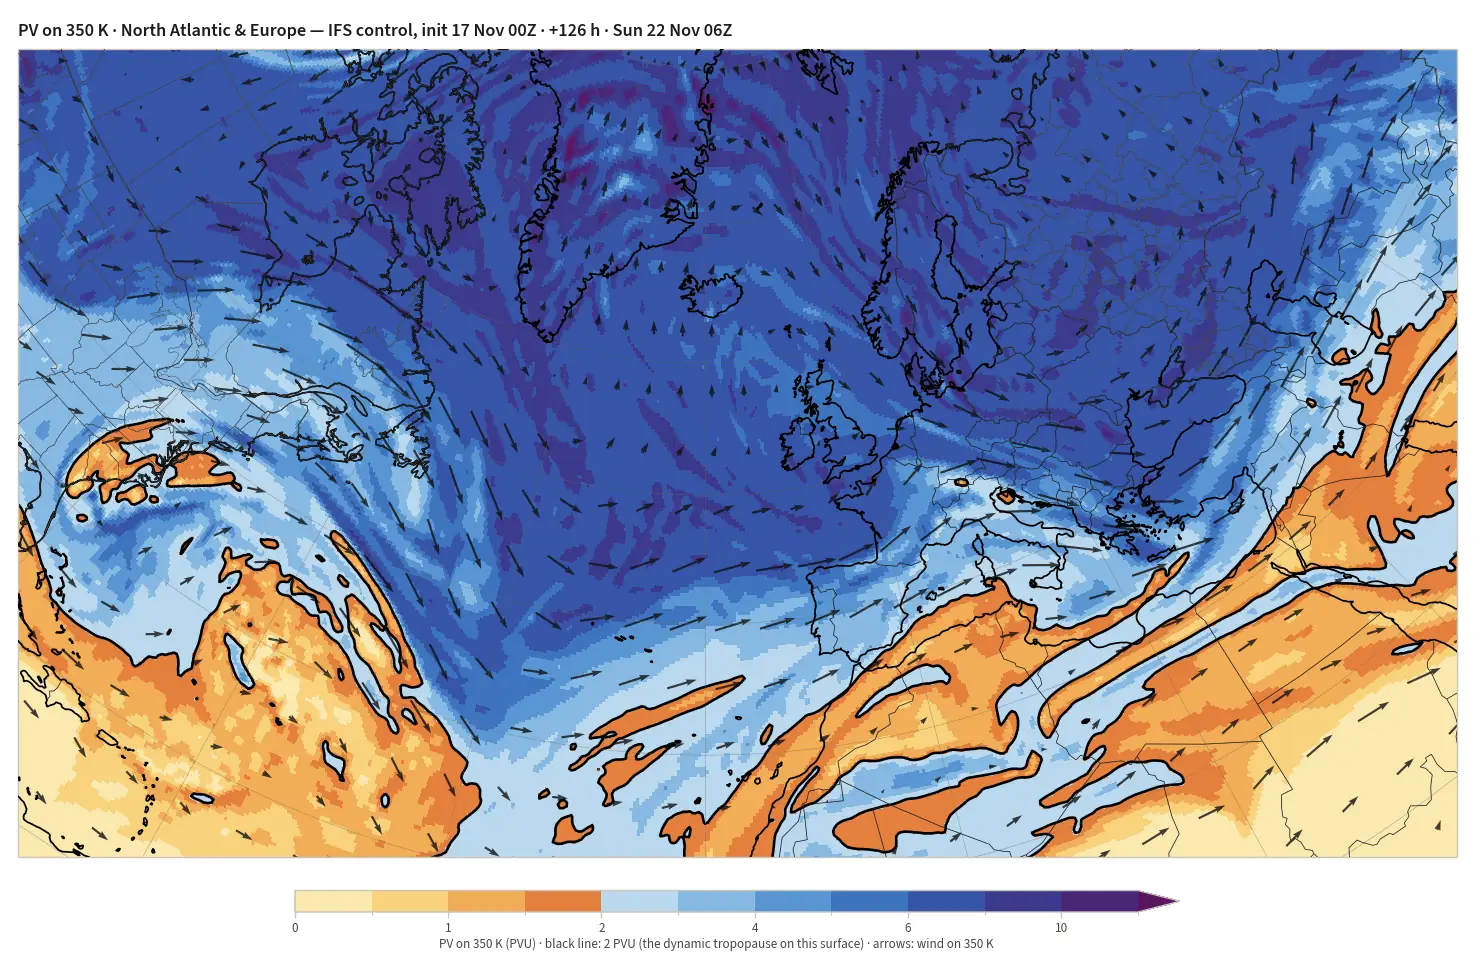 PV on 350 K · North Atlantic & Europe — IFS control, init 17 Nov 00Z · +126 h · Sun 22 Nov 06Z
0 1 2 4 6 10
PV on 350 K (PVU) · black line: 2 PVU (the dynamic tropopause on this surface) · arrows: wind on 350 K